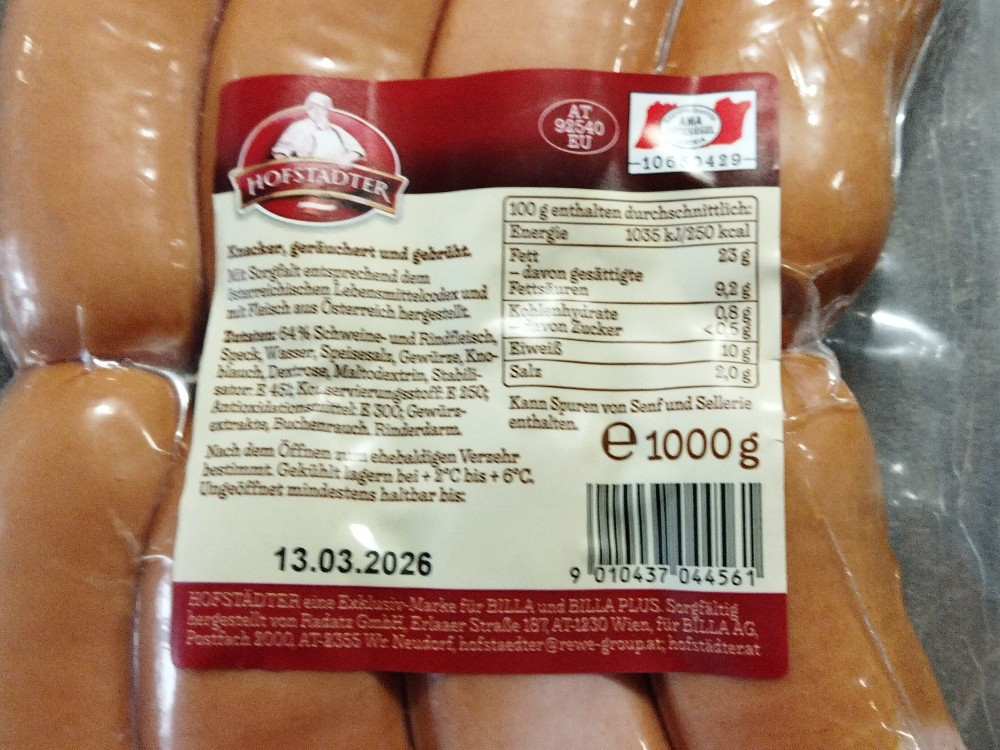 HOFSTÄDTER
AT
92540
EU
AMA
Knacker, geräuchert und gebrüht.
Mit Sorgfalt entsprechend dem
österreichischen Lebensmittelcodex und
mit Fleisch aus Österreich hergestellt.
Zutaten: 64% Schweine- und Rindfleisch,
Speck, Wasser, Speisesalz, Gewürze, Kno-
blauch, Dextrose, Maltodextrin, Stabili-
sator: E 451; Konservierungsstoff: E 250;
Antioxidationsmittel: E 300; Gewürz-
extrakte, Buchenrauch, Rinderdarm.
Nach dem Öffnen zum ehebaldigen Verzehr
bestimmt. Gekühlt lagern bei +2°C bis +6°C.
Ungeöffnet mindestens haltbar bis:
13.03.2026
100 g enthalten durchschnittlich:
Energie 1035 kJ/250 kcal
Fett 23 g
– davon gesättigte
Fettsäuren 9,2 g
Kohlenhydrate 0,8 g
– davon Zucker <0,5 g
Eiweiß 10 g
Salz 2,0 g
Kann Spuren von Senf und Sellerie
enthalten.
e 1000 g
9 010437 044561
HOFSTÄDTER eine Exklusiv-Marke für BILLA und BILLA PLUS. Sorgfältig
hergestellt von Radatz GmbH, Erlaaer Straße 187, AT-1230 Wien, für BILLA AG,
Postfach 2000, AT-2355 Wr. Neudorf, hofstaedter@rewe-group.at, hofstädter.at